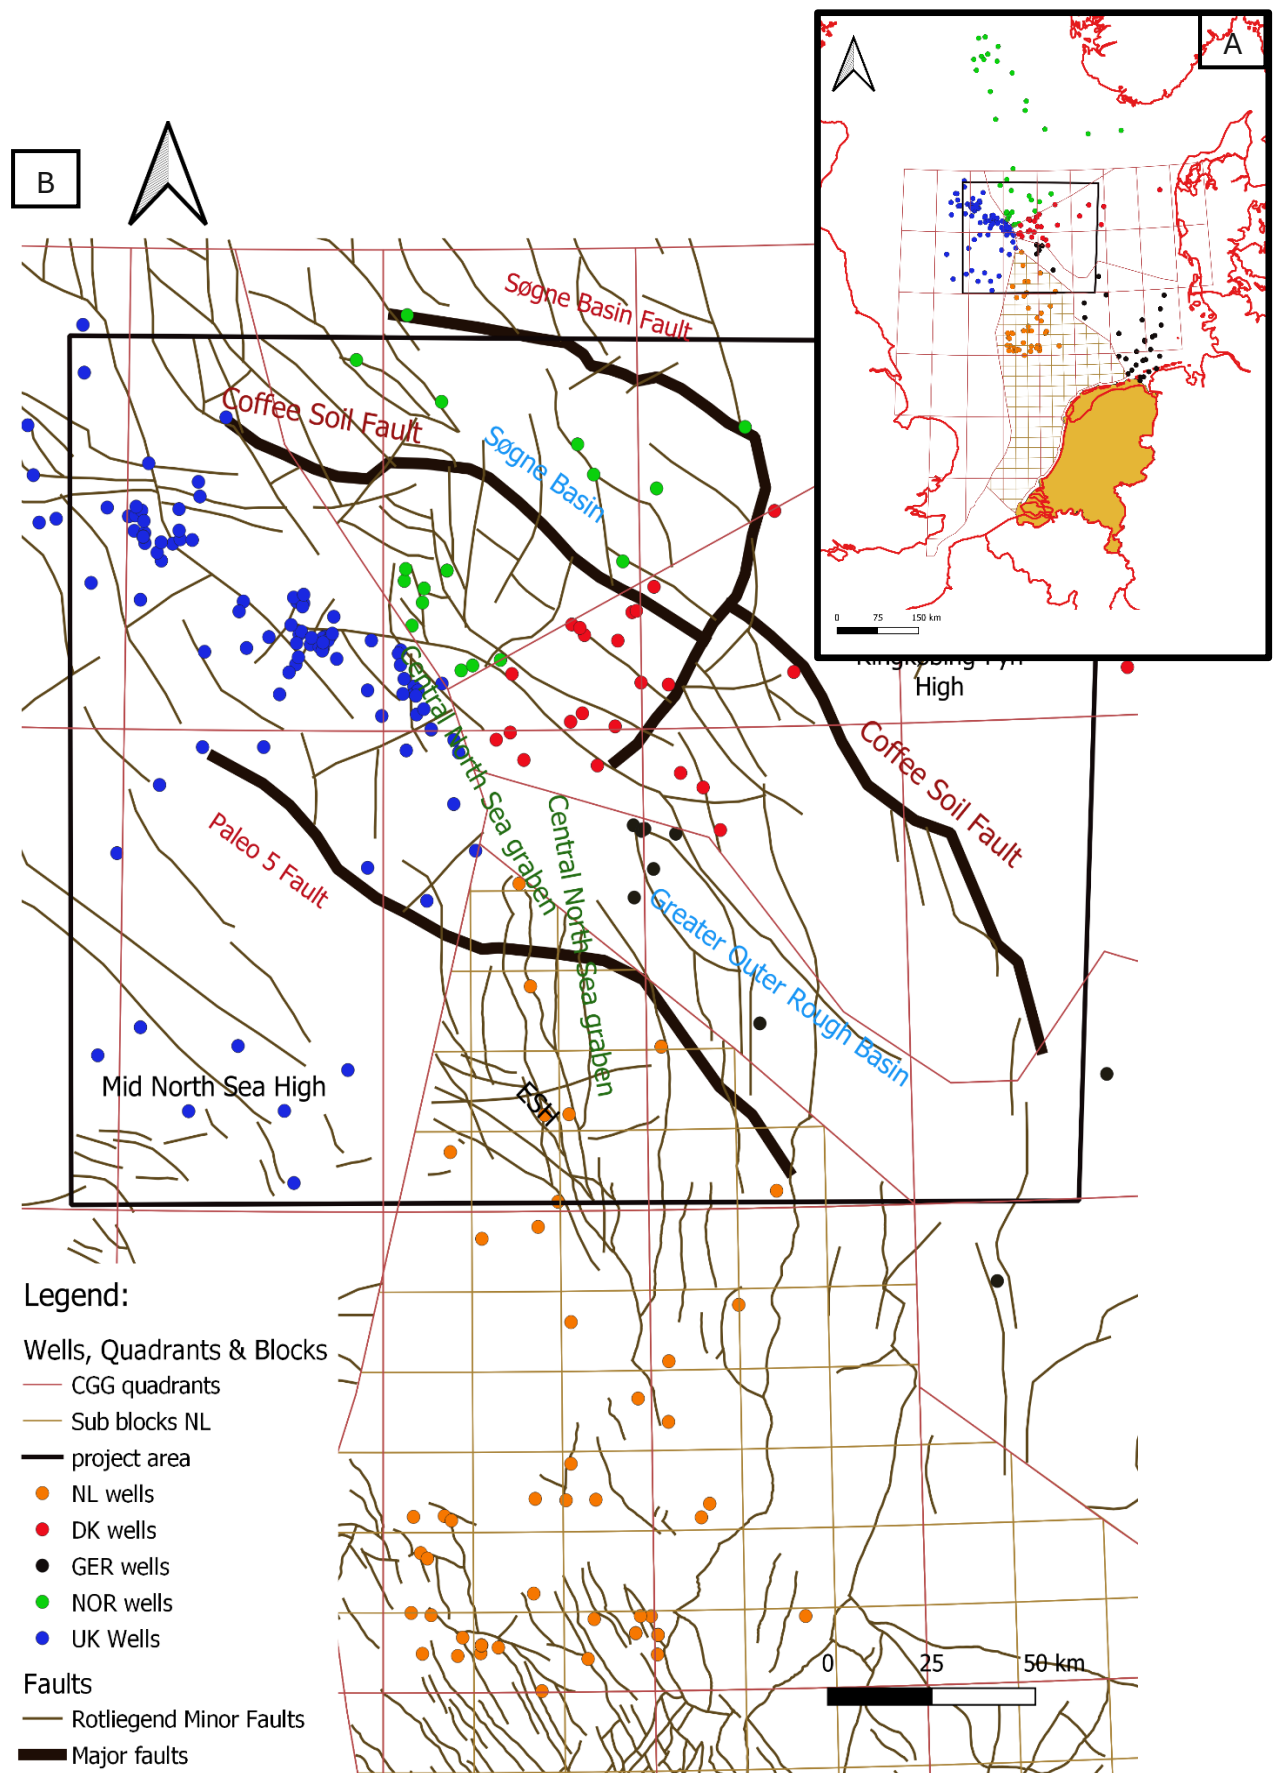 A
0 75 150 km
B
Søgne Basin Fault
Coffee Soil Fault
Søgne Basin
High
Central North Sea graben
Coffee Soil Fault
Paleo 5 Fault
Central North Sea graben
Greater Outer Rough Basin
Mid North Sea High
ESH
Legend:
Wells, Quadrants & Blocks
CGG quadrants
Sub blocks NL
project area
NL wells
DK wells
GER wells
NOR wells
UK Wells
Faults
Rotliegend Minor Faults
Major faults
0 25 50 km